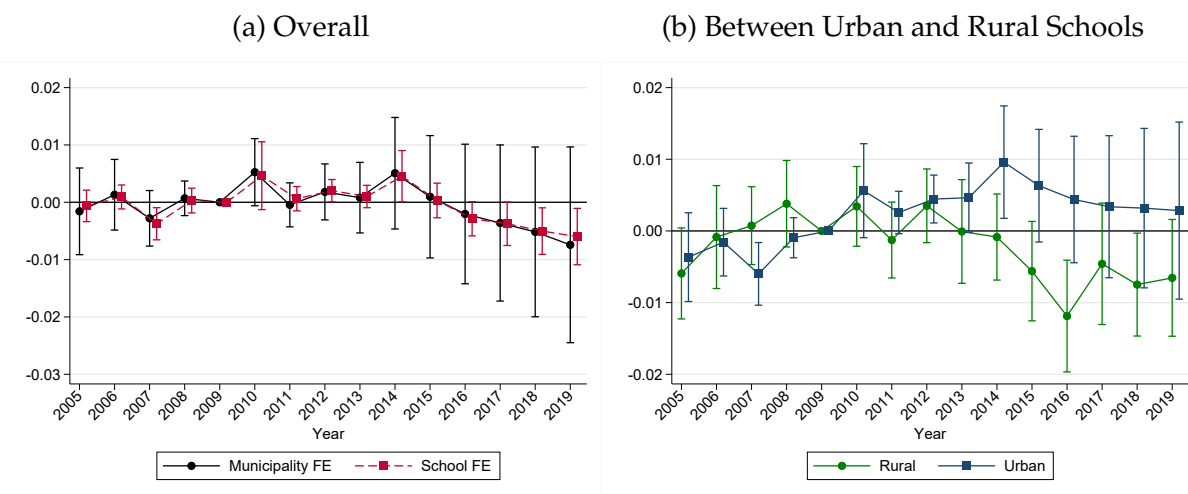 (a) Overall
0.02
0.01
0.00
-0.01
-0.02
-0.03
2005 2006 2007 2008 2009 2010 2011 2012 2013 2014 2015 2016 2017 2018 2019
Year
Municipality FE School FE
(b) Between Urban and Rural Schools
0.02
0.01
0.00
-0.01
-0.02
2005 2006 2007 2008 2009 2010 2011 2012 2013 2014 2015 2016 2017 2018 2019
Year
Rural Urban